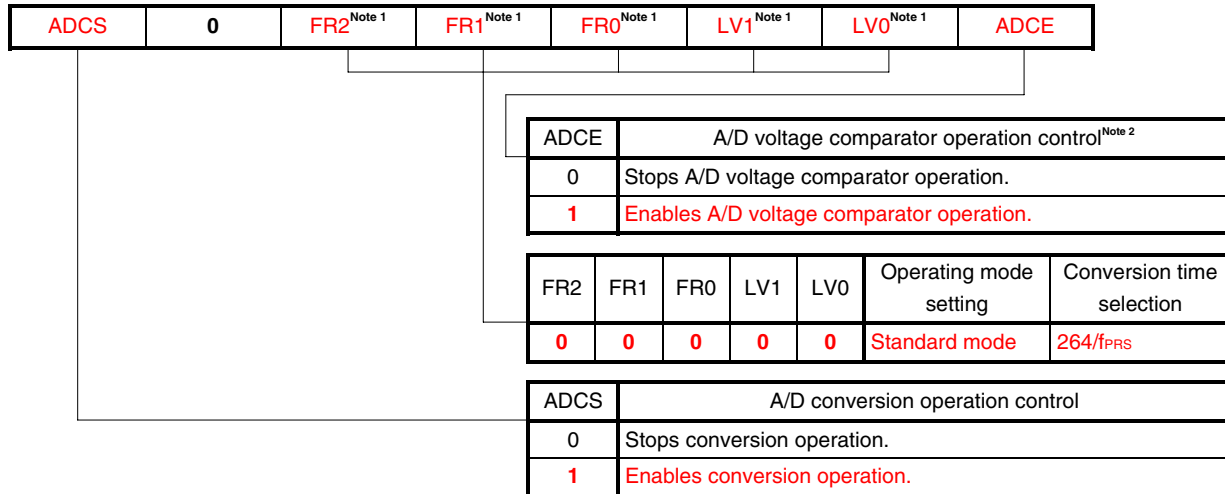 ADCS 0 FR2Note 1 FR1Note 1 FR0Note 1 LV1Note 1 LV0Note 1 ADCE
ADCE A/D voltage comparator operation controlNote 2
0 Stops A/D voltage comparator operation.
1 Enables A/D voltage comparator operation.
FR2 FR1 FR0 LV1 LV0 Operating mode setting Conversion time selection
0 0 0 0 0 Standard mode 264/fPRS
ADCS A/D conversion operation control
0 Stops conversion operation.
1 Enables conversion operation.